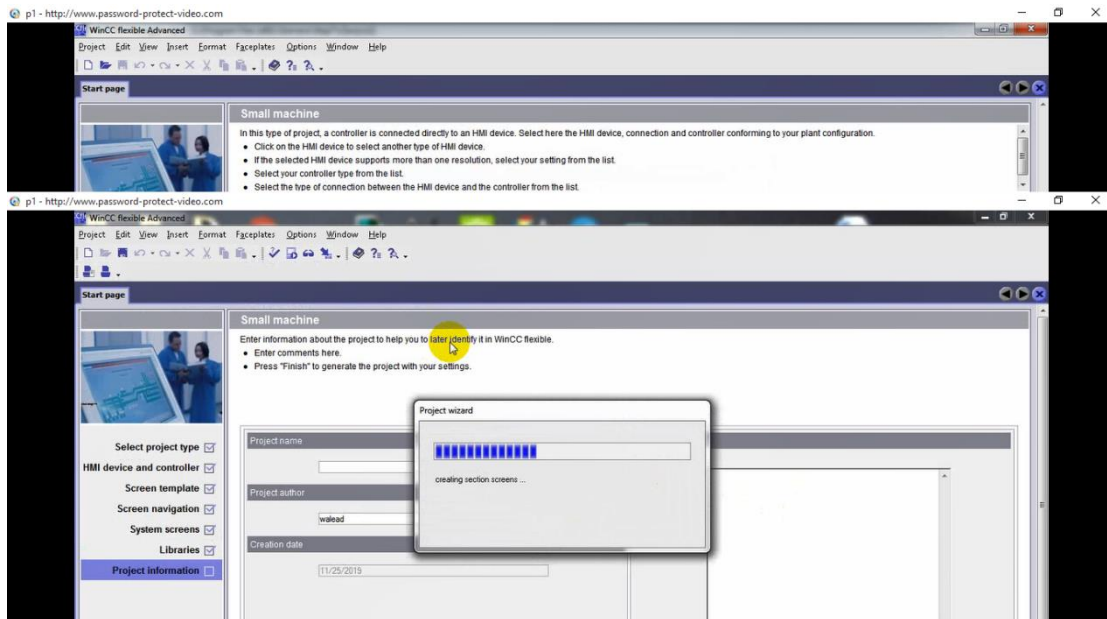 p1 - http://www.password-protect-video.com
WinCC flexible Advanced
Project Edit View Insert Format Faceplates Options Window Help
Start page
Small machine
In this type of project, a controller is connected directly to an HMI device. Select here the HMI device, connection and controller conforming to your plant configuration.
• Click on the HMI device to select another type of HMI device.
• If the selected HMI device supports more than one resolution, select your setting from the list.
• Select your controller type from the list.
• Select the type of connection between the HMI device and the controller from the list.
p1 - http://www.password-protect-video.com
WinCC flexible Advanced
Project Edit View Insert Format Faceplates Options Window Help
Start page
Small machine
Enter information about the project to help you to later identify it in WinCC flexible.
• Enter comments here.
• Press "Finish" to generate the project with your settings.
Project wizard
creating section screens ...
Select project type
HMI device and controller
Screen template
Screen navigation
System screens
Libraries
Project information
Project name
Project author
walead
Creation date
11/25/2019